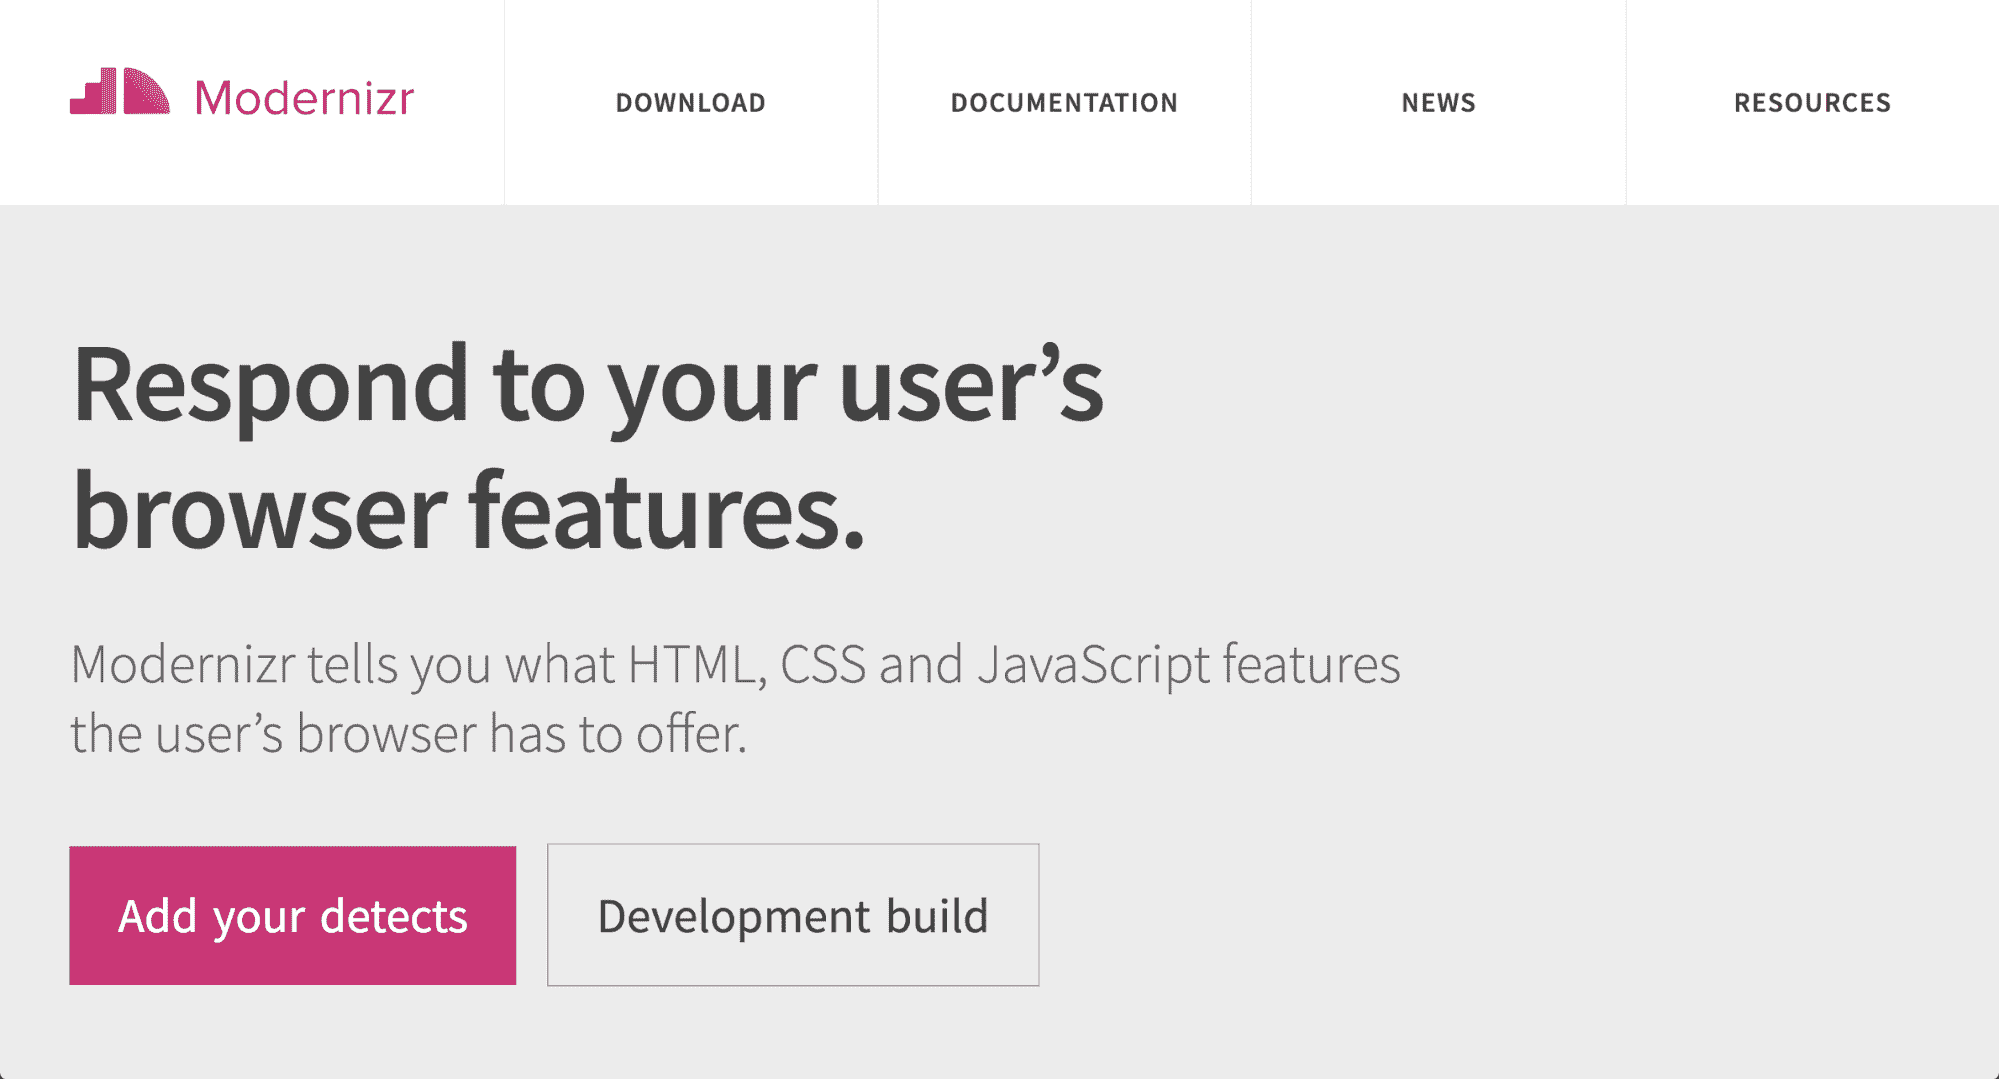 Modernizr
DOWNLOAD
DOCUMENTATION
NEWS
RESOURCES
Respond to your user’s
browser features.
Modernizr tells you what HTML, CSS and JavaScript features
the user’s browser has to offer.
Add your detects
Development build